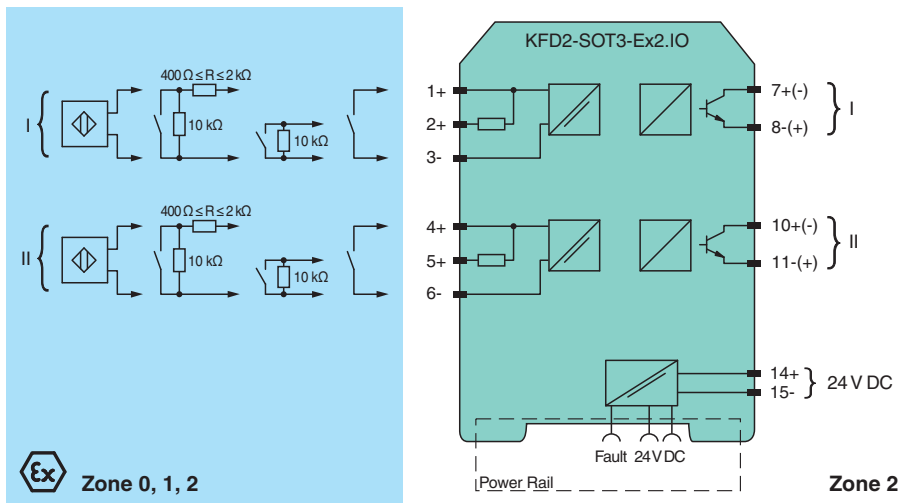 KFD2-SOT3-Ex2.IO
400 Ω ≤ R ≤ 2 kΩ
I
10 kΩ
10 kΩ
1+
2+
3-
7+(-)
8-(+)
I
400 Ω ≤ R ≤ 2 kΩ
II
10 kΩ
10 kΩ
4+
5+
6-
10+(-)
11-(+)
II
14+
15-
24 V DC
Fault 24 V DC
Power Rail
Ex Zone 0, 1, 2
Zone 2